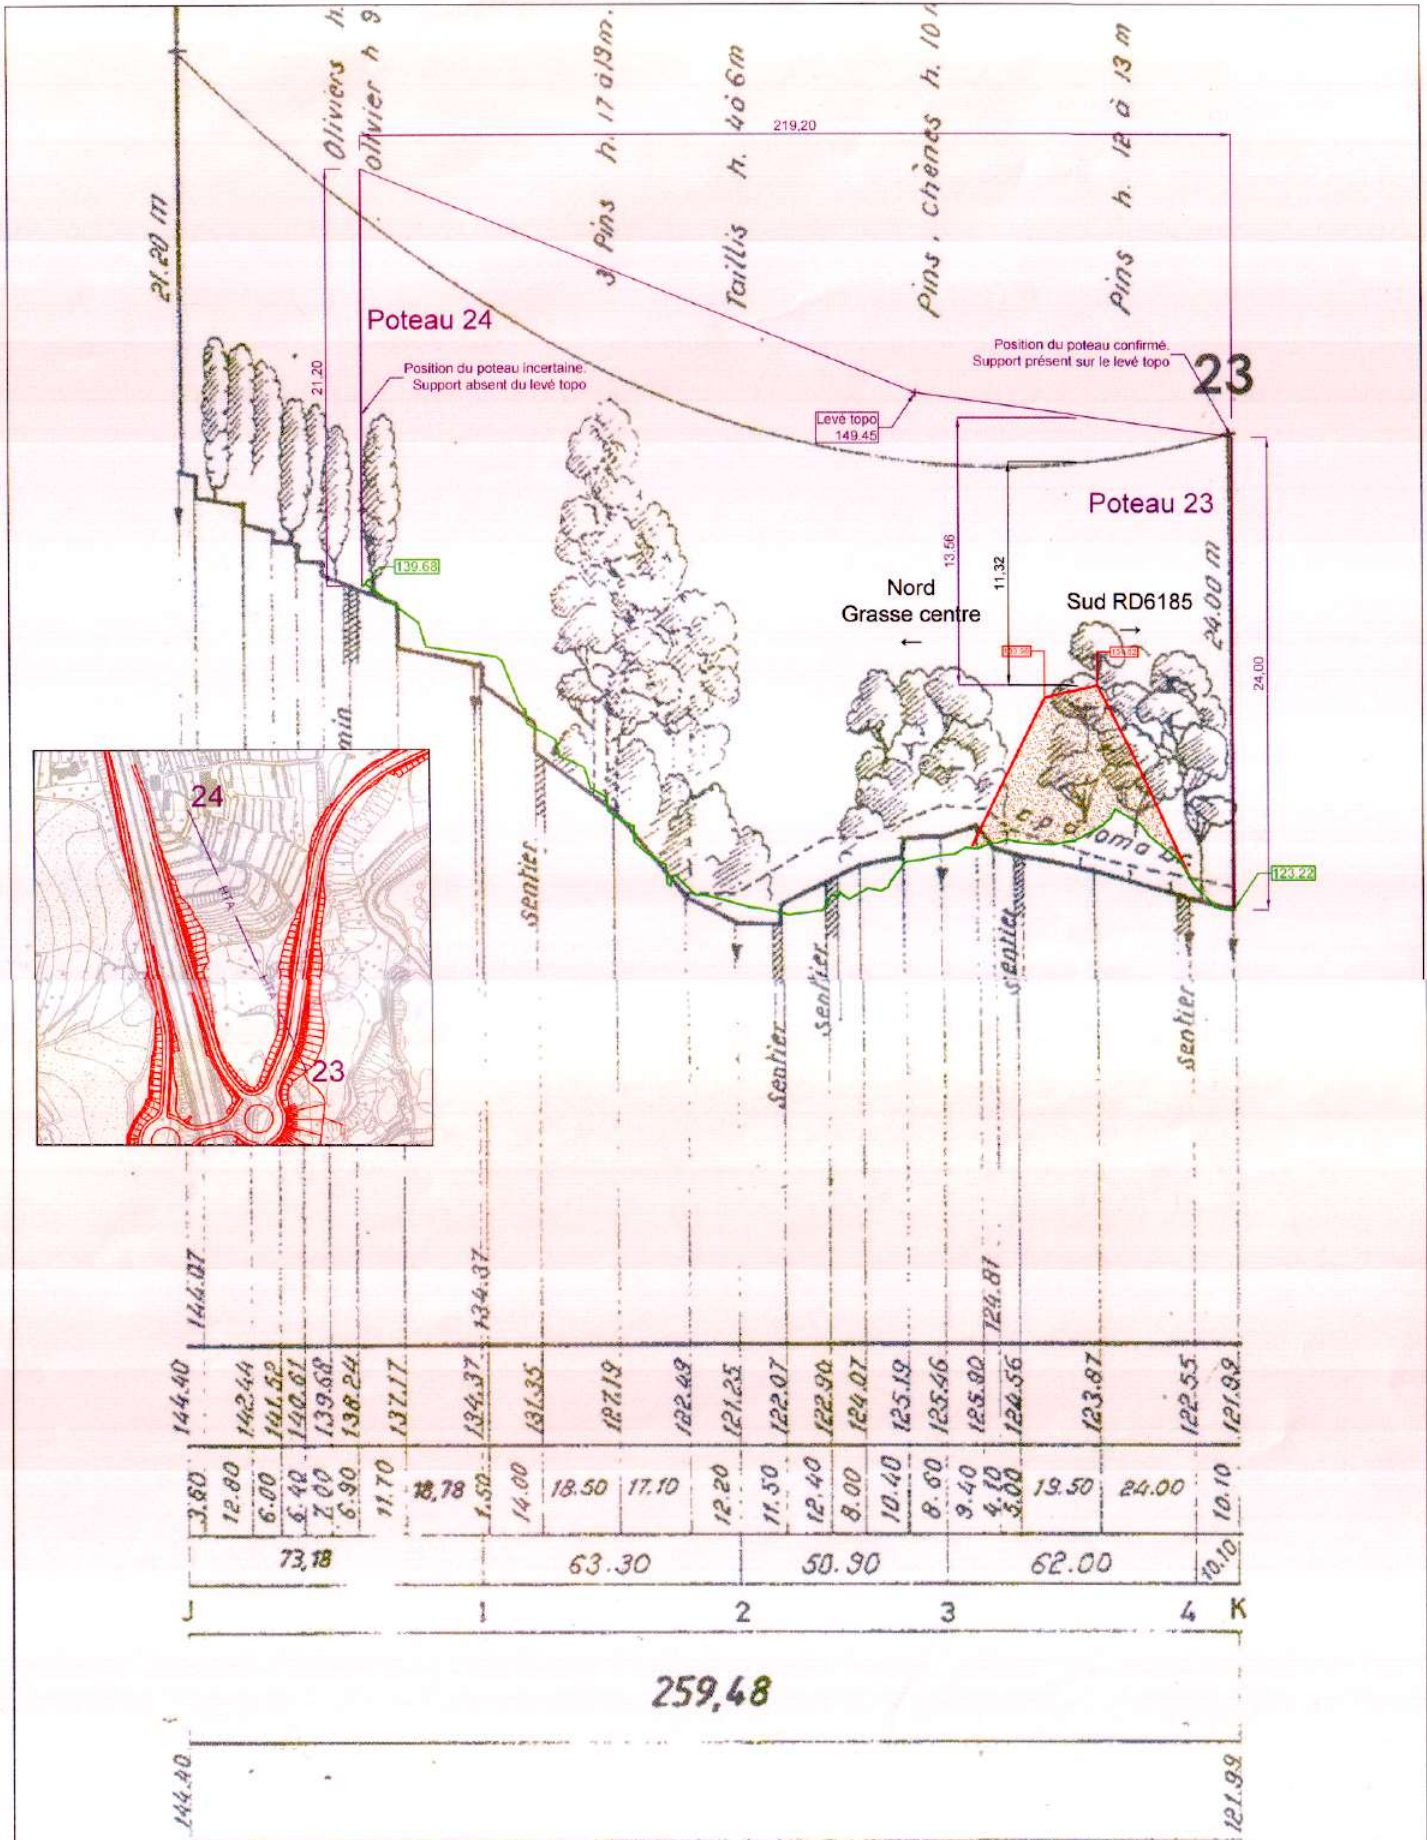 Oliviers h.
olivier h 9
3 Pins h. 17 à 19 m.
Taillis h. 4 à 6 m
Pins, chênes h. 10 m
Pins h. 12 à 13 m
219,20
21.20 m
Poteau 24
21,20
Position du poteau incertaine.
Support absent du levé topo
Position du poteau confirmé.
Support présent sur le levé topo
23
Levé topo
149.45
Poteau 23
24.00 m
13,56
11,32
139.68
Nord
Grasse centre
←
Sud RD6185
→
24,00
123.22
min
24
HTA
HTA
23
sentier
sentier
sentier
sentier
sentier
144.07
134.37
124.87
144.40 142.44 141.52 140.61 139.68 138.24 137.17 134.37 131.35 127.19 122.49 121.25 122.07 122.90 124.07 125.19 125.46 125.80 124.56 123.87 122.55 121.99
3.60 12.80 6.00 6.40 7.00 6.90 11.70 18,78 1.50 14.00 18.50 17.10 12.20 11.50 12.40 8.00 10.40 8.60 9.40 4.10 5.00 19.50 24.00 10.10
73,18 63.30 50.90 62.00 10.10
J 1 2 3 4 K
259,48
144.40 121.99